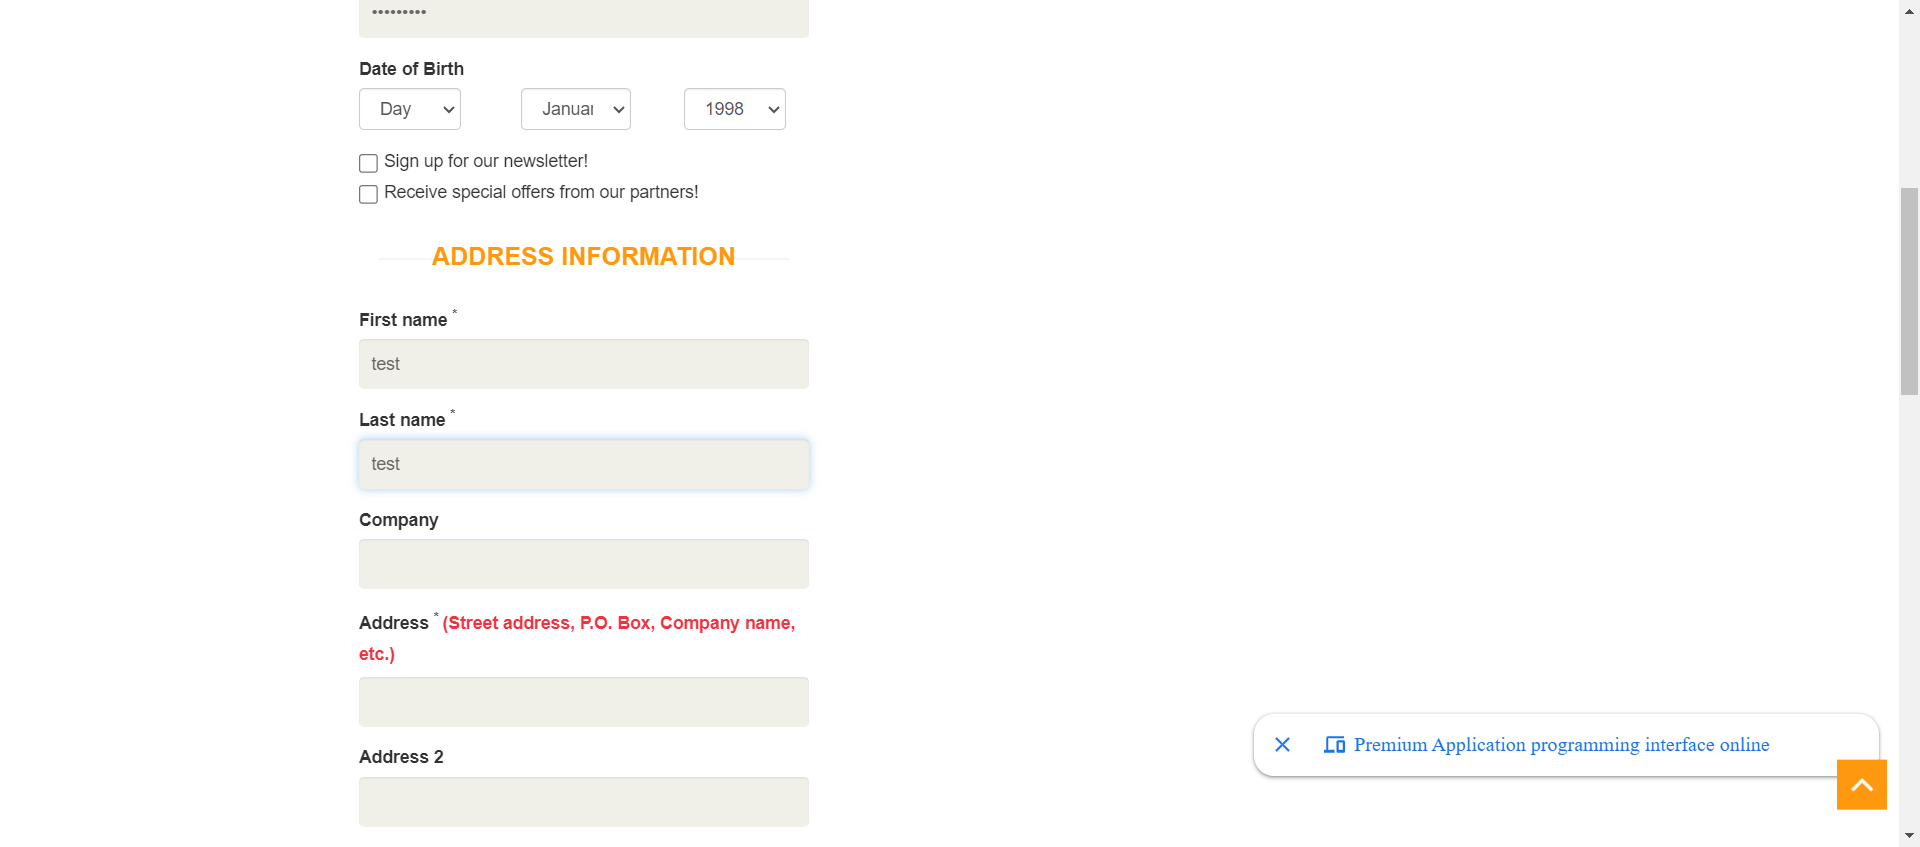 •••••••••
Date of Birth
Day Januar 1998
Sign up for our newsletter!
Receive special offers from our partners!
ADDRESS INFORMATION
First name *
test
Last name *
test
Company
Address * (Street address, P.O. Box, Company name,
etc.)
Address 2
Premium Application programming interface online